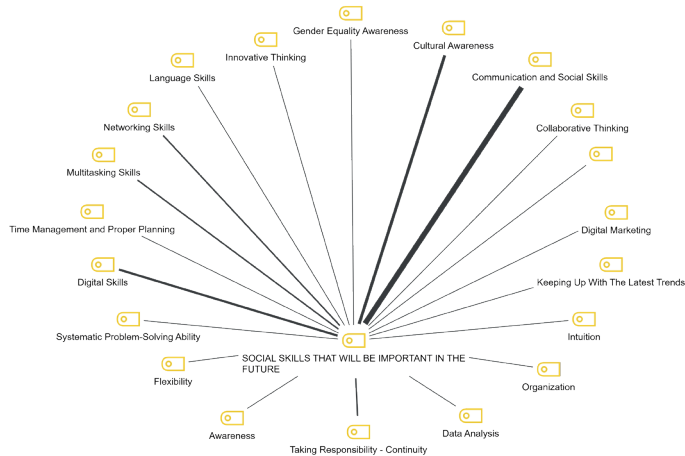 Gender Equality Awareness
Cultural Awareness
Innovative Thinking
Language Skills
Communication and Social Skills
Networking Skills
Collaborative Thinking
Multitasking Skills
Time Management and Proper Planning
Digital Marketing
Digital Skills
Keeping Up With The Latest Trends
Systematic Problem-Solving Ability
Intuition
SOCIAL SKILLS THAT WILL BE IMPORTANT IN THE
FUTURE
Flexibility
Organization
Awareness
Data Analysis
Taking Responsibility - Continuity